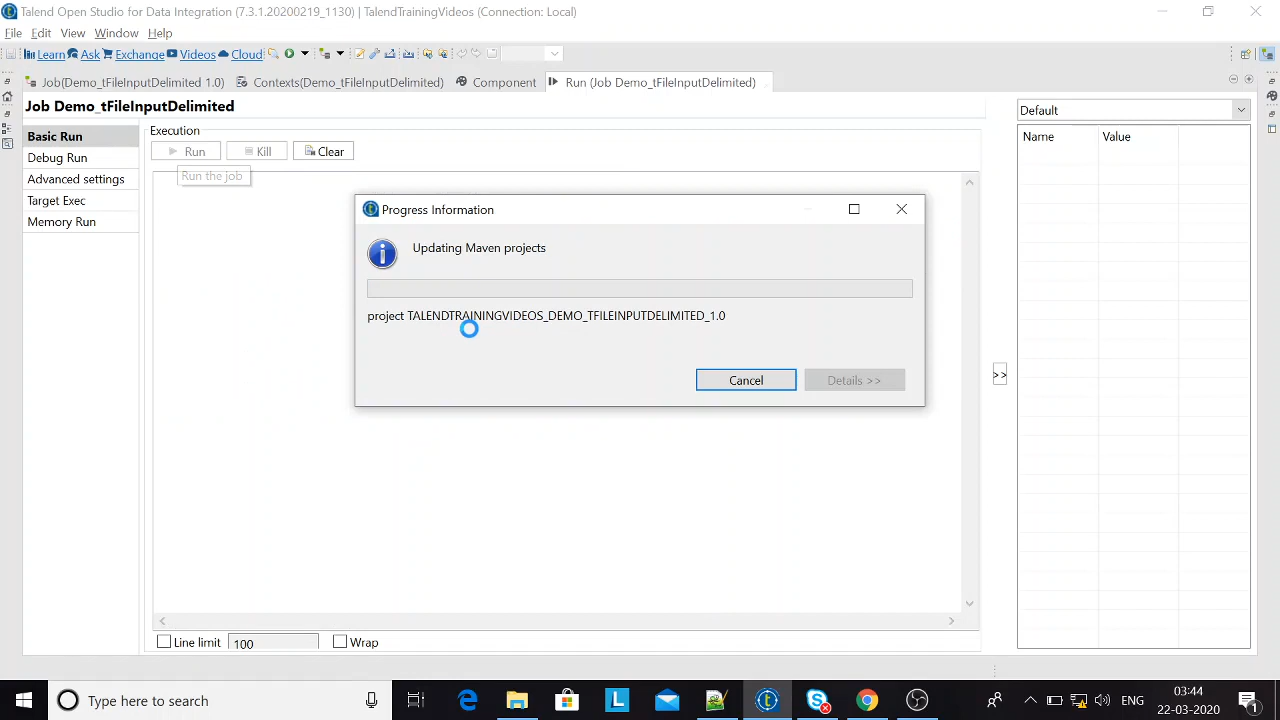 Talend Open Studio for Data Integration (7.3.1.20200219_1130) | TalendTrainingVideos (Connection: Local)
File Edit View Window Help
Learn Ask Exchange Videos Cloud
Job(Demo_tFileInputDelimited 1.0) Contexts(Demo_tFileInputDelimited) Component Run (Job Demo_tFileInputDelimited)
Job Demo_tFileInputDelimited
Default
Basic Run
Debug Run
Advanced settings
Target Exec
Memory Run
Execution
Run Kill Clear
Run the job
Name Value
Progress Information
Updating Maven projects
project TALENDTRAININGVIDEOS_DEMO_TFILEINPUTDELIMITED_1.0
Cancel Details >>
>>
Line limit 100 Wrap
Type here to search
ENG
03:44
22-03-2020
1